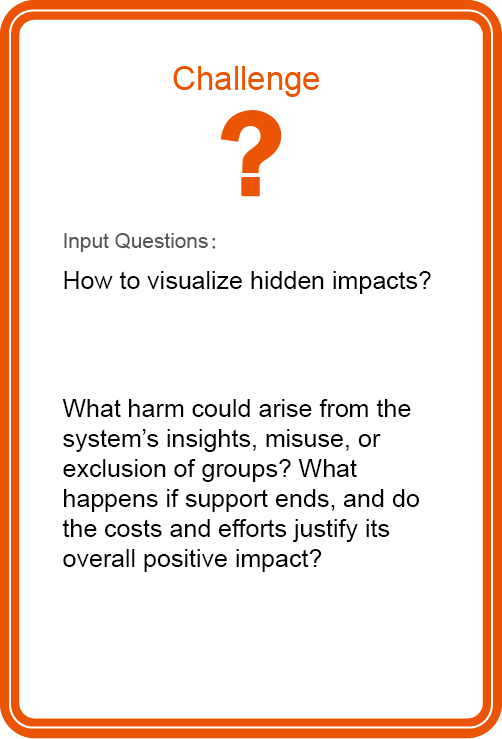 Challenge
?
Input Questions:
How to visualize hidden impacts?
What harm could arise from the
system’s insights, misuse, or
exclusion of groups? What
happens if support ends, and do
the costs and efforts justify its
overall positive impact?